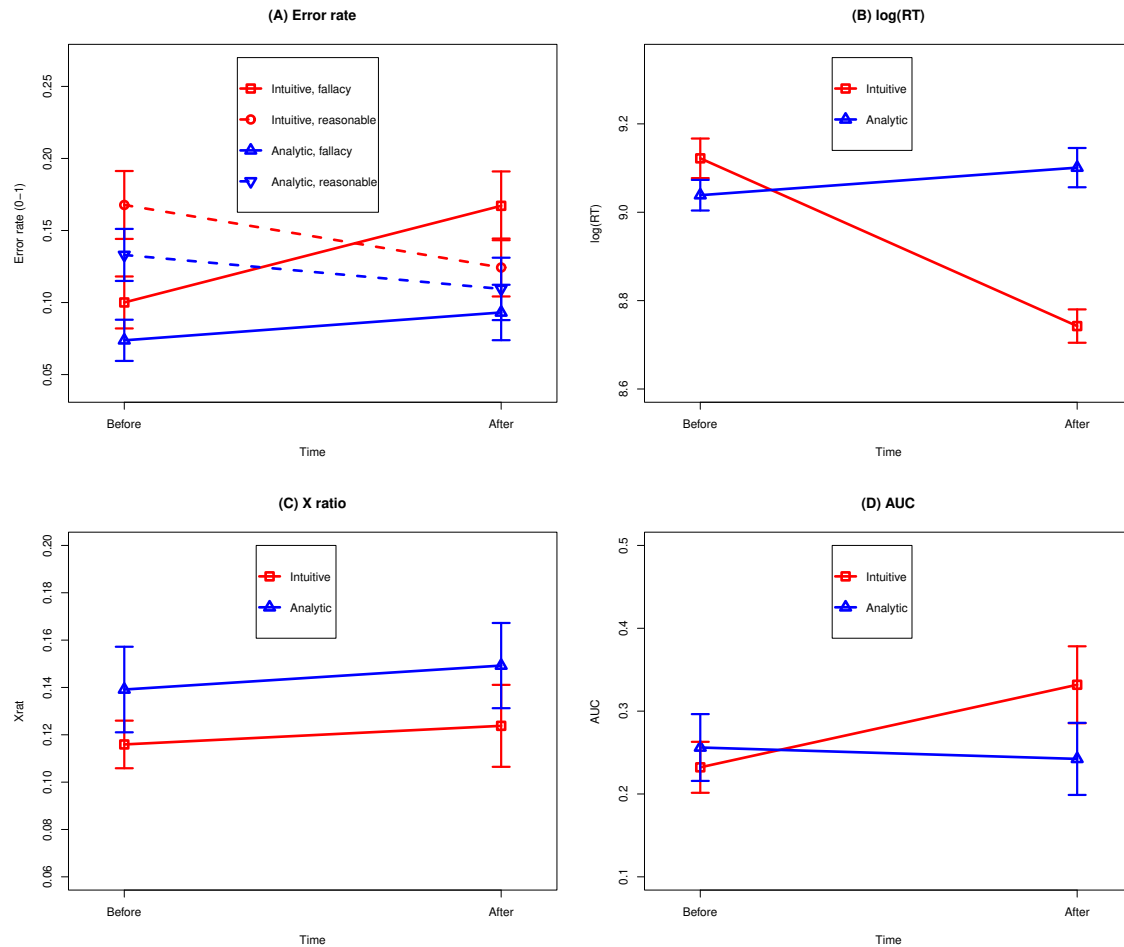 (A) Error rate
Error rate (0−1)
0.25
0.20
0.15
0.10
0.05
Intuitive, fallacy
Intuitive, reasonable
Analytic, fallacy
Analytic, reasonable
Before
After
Time
(B) log(RT)
log(RT)
9.2
9.0
8.8
8.6
Intuitive
Analytic
Before
After
Time
(C) X ratio
Xrat
0.20
0.18
0.16
0.14
0.12
0.10
0.08
0.06
Intuitive
Analytic
Before
After
Time
(D) AUC
AUC
0.5
0.4
0.3
0.2
0.1
Intuitive
Analytic
Before
After
Time